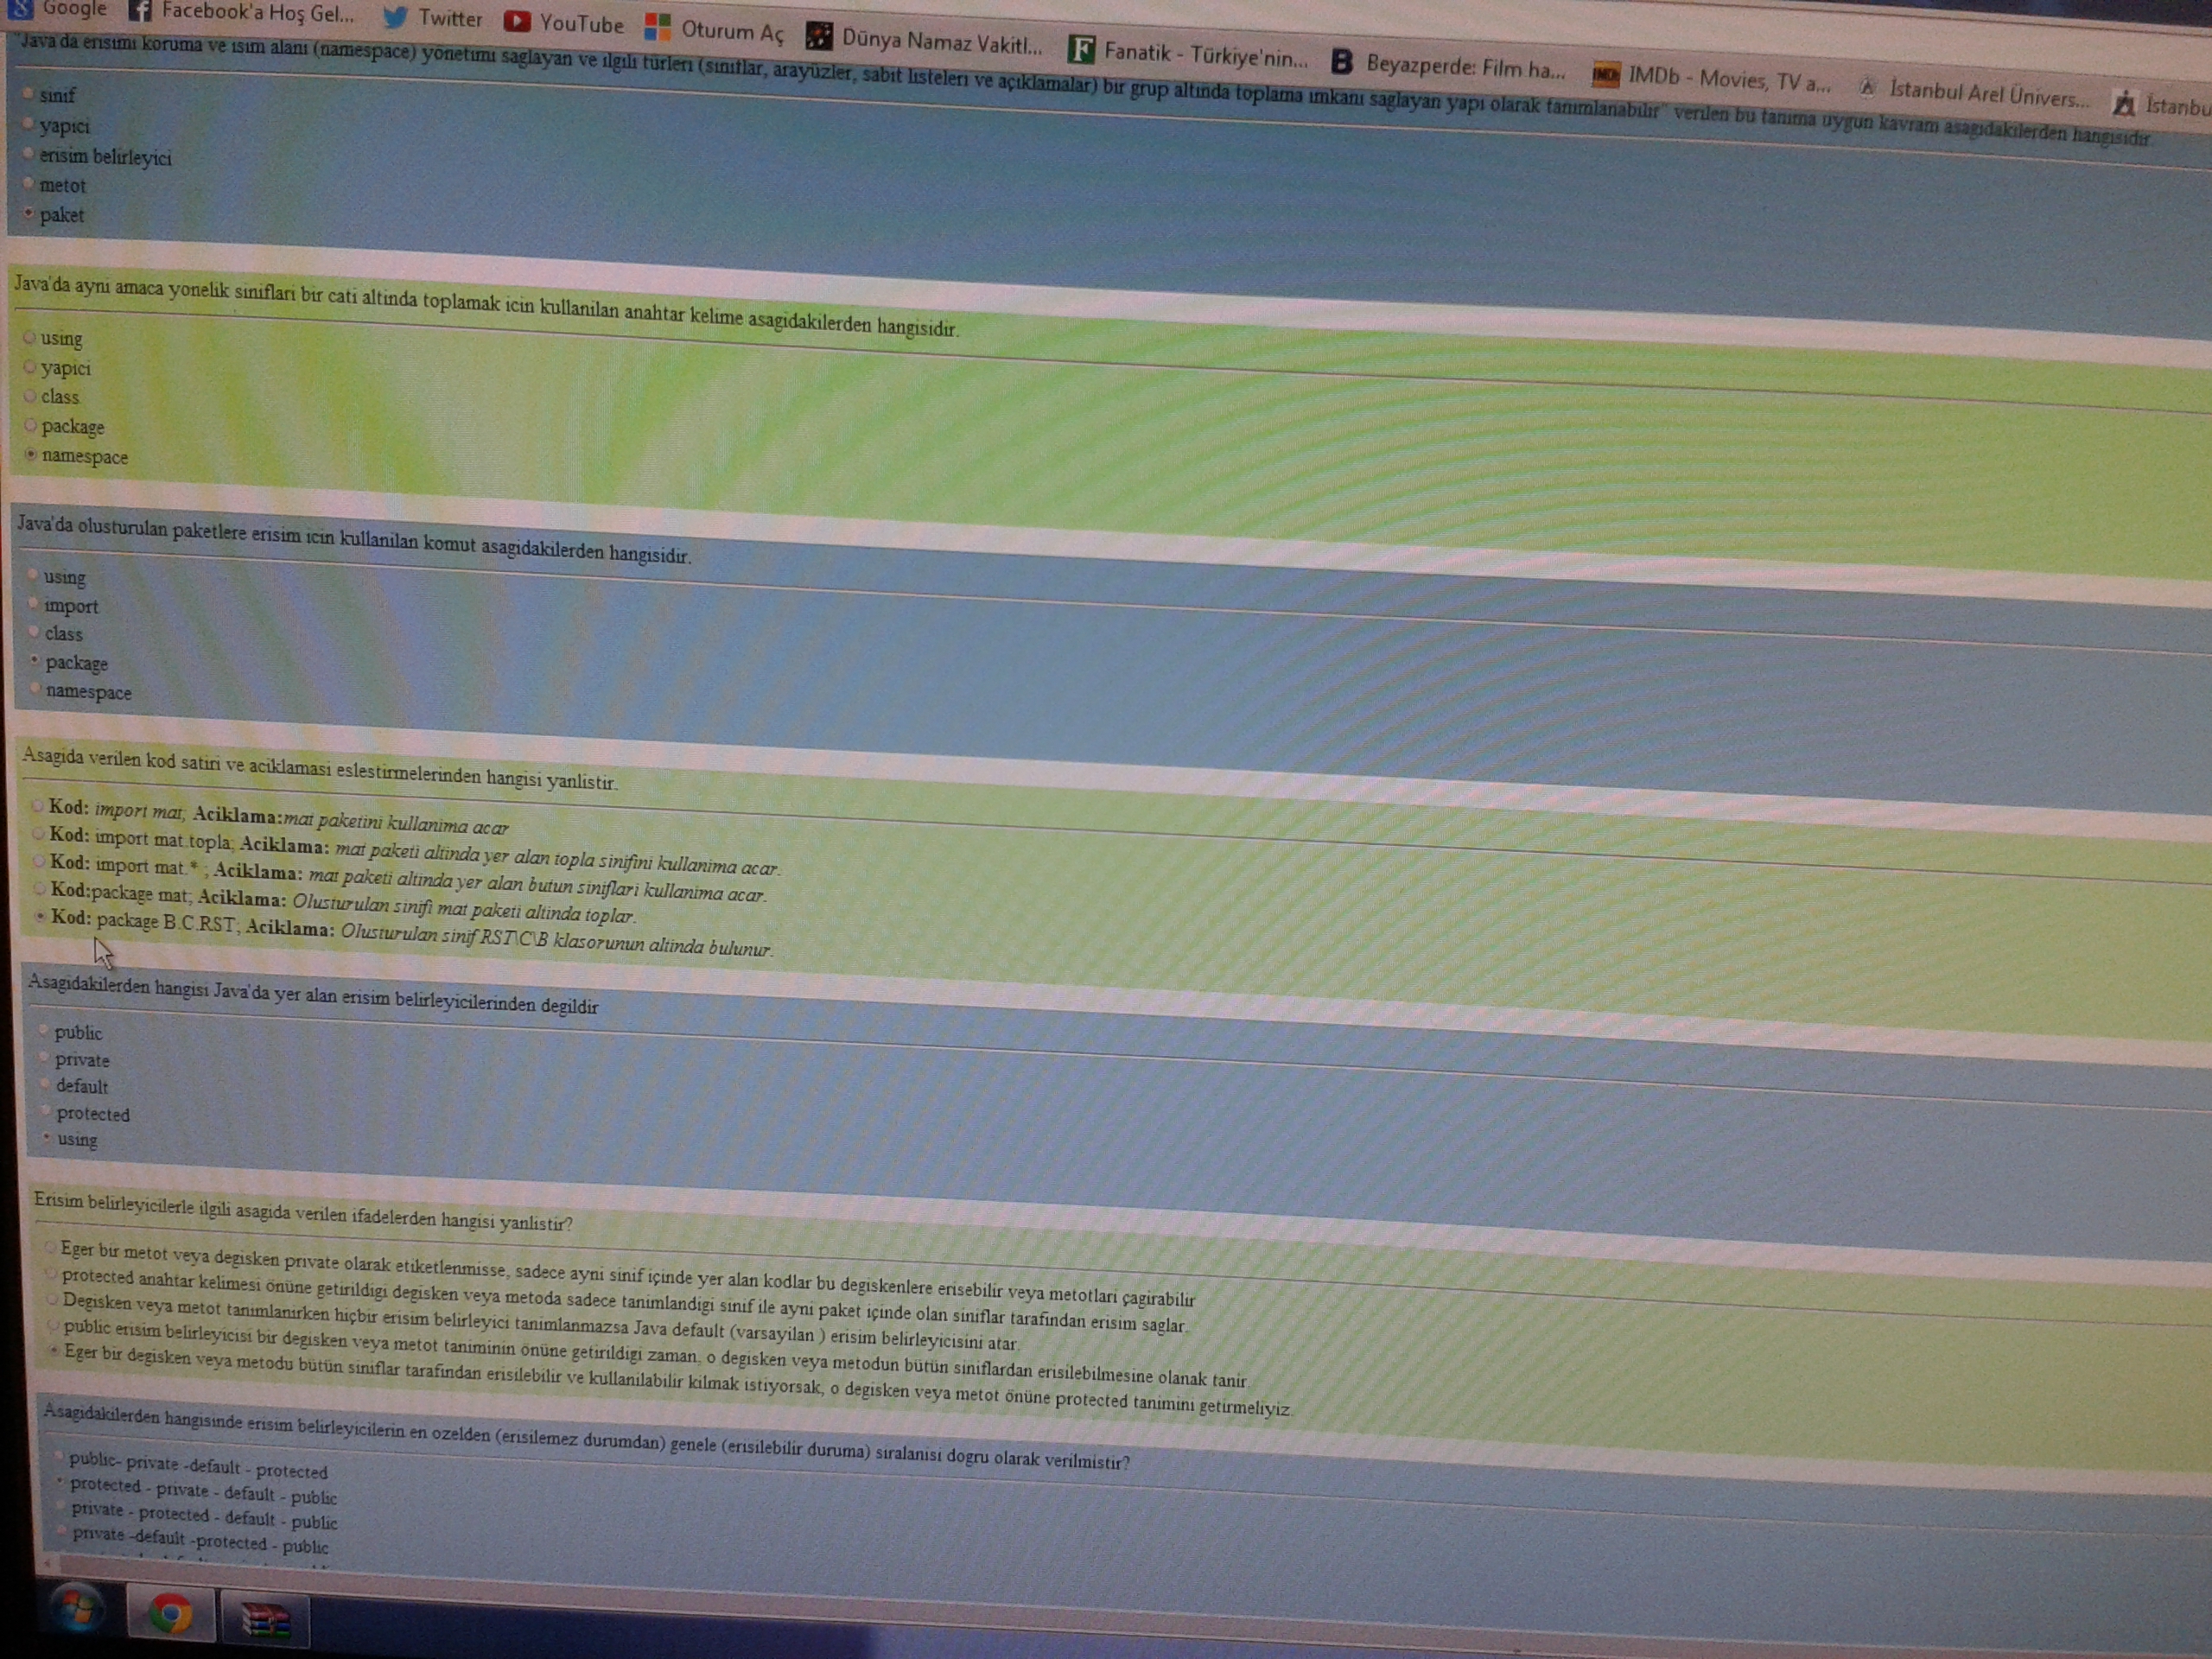 Google Facebook'a Hoş Gel... Twitter YouTube Oturum Aç Dünya Namaz Vakitl... Fanatik - Türkiye'nin... Beyazperde: Film ha... IMDb - Movies, TV a... İstanbul Arel Ünivers... İstanbu
"Java'da erisimi koruma ve isim alanı (namespace) yönetimi saglayan ve ilgili türleri (sınıflar, arayüzler, sabit listeleri ve açıklamalar) bir grup altında toplama imkanı saglayan yapı olarak tanımlanabilir" verilen bu tanıma uygun kavram asagıdakilerden hangisidir.
sınıf
yapıcı
erisim belirleyici
metot
paket
Java'da ayni amaca yonelik siniflari bir cati altinda toplamak icin kullanilan anahtar kelime asagidakilerden hangisidir.
using
yapici
class
package
namespace
Java'da olusturulan paketlere erisim icin kullanilan komut asagidakilerden hangisidir.
using
import
class
package
namespace
Asagida verilen kod satiri ve aciklamasi eslestirmelerinden hangisi yanlistir.
Kod: import mat; Aciklama:mat paketini kullanima acar
Kod: import mat.topla; Aciklama: mat paketi altinda yer alan topla sinifini kullanima acar.
Kod: import mat.* ; Aciklama: mat paketi altinda yer alan butun siniflari kullanima acar.
Kod:package mat; Aciklama: Olusturulan sinifi mat paketi altinda toplar.
Kod: package B.C.RST; Aciklama: Olusturulan sinif RST\C\B klasorunun altinda bulunur.
Asagidakilerden hangisi Java'da yer alan erisim belirleyicilerinden degildir
public
private
default
protected
using
Erisim belirleyicilerle ilgili asagida verilen ifadelerden hangisi yanlistir?
Eger bir metot veya degisken private olarak etiketlenmisse, sadece ayni sinif içinde yer alan kodlar bu degiskenlere erisebilir veya metotlari çagirabilir
protected anahtar kelimesi önüne getirildigi degisken veya metoda sadece tanimlandigi sinif ile ayni paket içinde olan siniflar tarafindan erisim saglar.
Degisken veya metot tanimlanirken hiçbir erisim belirleyici tanimlanmazsa Java default (varsayilan ) erisim belirleyicisini atar.
public erisim belirleyicisi bir degisken veya metot taniminin önüne getirildigi zaman, o degisken veya metodun bütün siniflardan erisilebilmesine olanak tanir.
Eger bir degisken veya metodu bütün siniflar tarafindan erisilebilir ve kullanilabilir kilmak istiyorsak, o degisken veya metot önüne protected tanimini getirmeliyiz.
Asagidakilerden hangisinde erisim belirleyicilerin en ozelden (erisilemez durumdan) genele (erisilebilir duruma) siralanisi dogru olarak verilmistir?
public- private -default - protected
protected - private - default - public
private - protected - default - public
private -default -protected - public